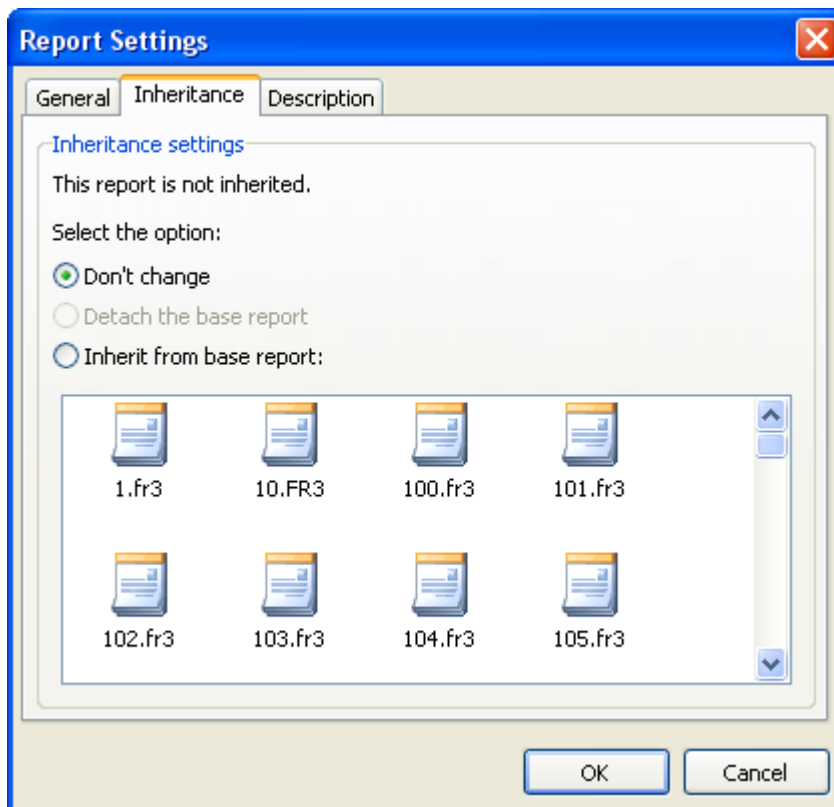 Report Settings
General Inheritance Description
Inheritance settings
This report is not inherited.
Select the option:
Don't change
Detach the base report
Inherit from base report:
1.fr3 10.FR3 100.fr3 101.fr3
102.fr3 103.fr3 104.fr3 105.fr3
OK Cancel